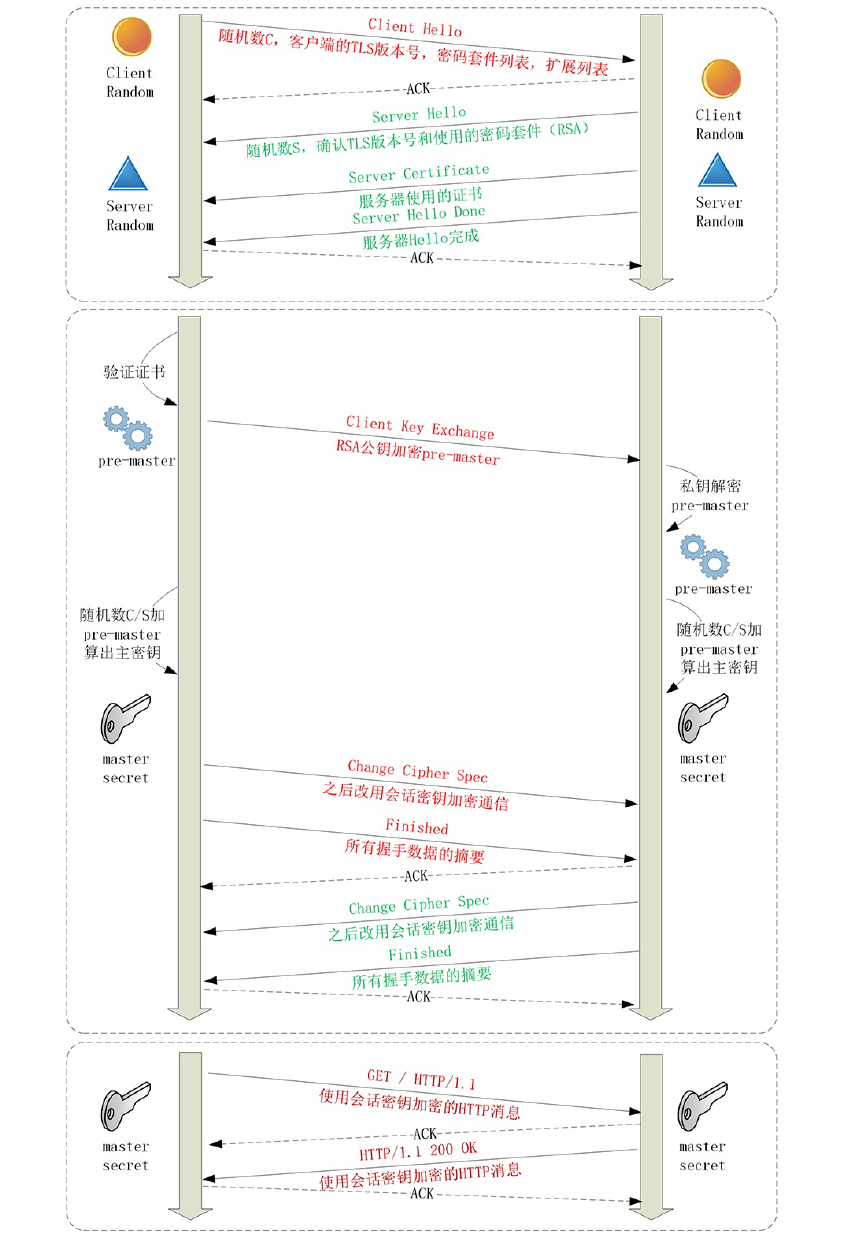 Client Hello
随机数C，客户端的TLS版本号，密码套件列表，扩展列表
Client
Random
ACK
Client
Random
Server Hello
随机数S，确认TLS版本号和使用的密码套件（RSA）
Server Certificate
服务器使用的证书
Server
Random
Server
Random
Server Hello Done
服务器Hello完成
ACK
验证证书
pre-master
Client Key Exchange
RSA公钥加密pre-master
私钥解密
pre-master
pre-master
随机数C/S加
pre-master
算出主密钥
随机数C/S加
pre-master
算出主密钥
master
secret
master
secret
Change Cipher Spec
之后改用会话密钥加密通信
Finished
所有握手数据的摘要
ACK
Change Cipher Spec
之后改用会话密钥加密通信
Finished
所有握手数据的摘要
ACK
GET / HTTP/1.1
使用会话密钥加密的HTTP消息
ACK
master
secret
master
secret
HTTP/1.1 200 OK
使用会话密钥加密的HTTP消息
ACK